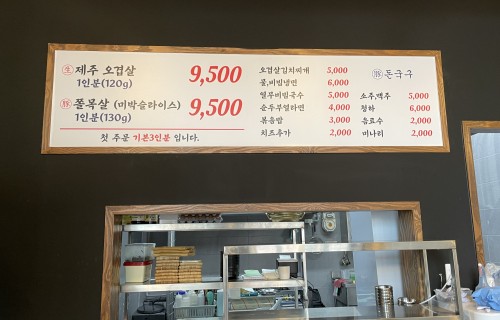 生 제주 오겹살 9,500
1인분(120g)
쫄목살 (미박슬라이스) 9,500
1인분(130g)
첫 주문 기본3인분 입니다.
오겹살김치찌개 5,000
물,비빔냉면 6,000
열무비빔국수 5,000
순두부열라면 4,000
볶음밥 3,000
치즈추가 2,000
돈국구
소주,맥주 5,000
청하 6,000
음료수 2,000
미나리 2,000